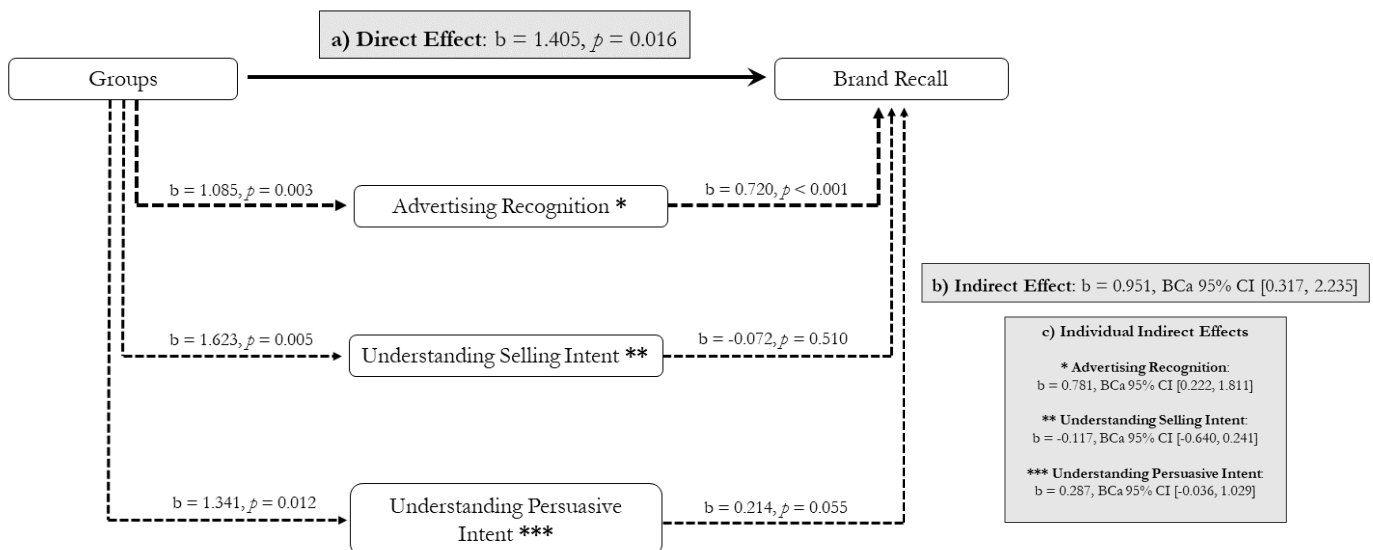 a) Direct Effect: b = 1.405, p = 0.016
Groups
Brand Recall
b = 1.085, p = 0.003
Advertising Recognition *
b = 0.720, p < 0.001
b) Indirect Effect: b = 0.951, BCa 95% CI [0.317, 2.235]
b = 1.623, p = 0.005
Understanding Selling Intent **
b = -0.072, p = 0.510
c) Individual Indirect Effects
* Advertising Recognition:
b = 0.781, BCa 95% CI [0.222, 1.811]
** Understanding Selling Intent:
b = -0.117, BCa 95% CI [-0.640, 0.241]
*** Understanding Persuasive Intent:
b = 0.287, BCa 95% CI [-0.036, 1.029]
b = 1.341, p = 0.012
Understanding Persuasive
Intent ***
b = 0.214, p = 0.055